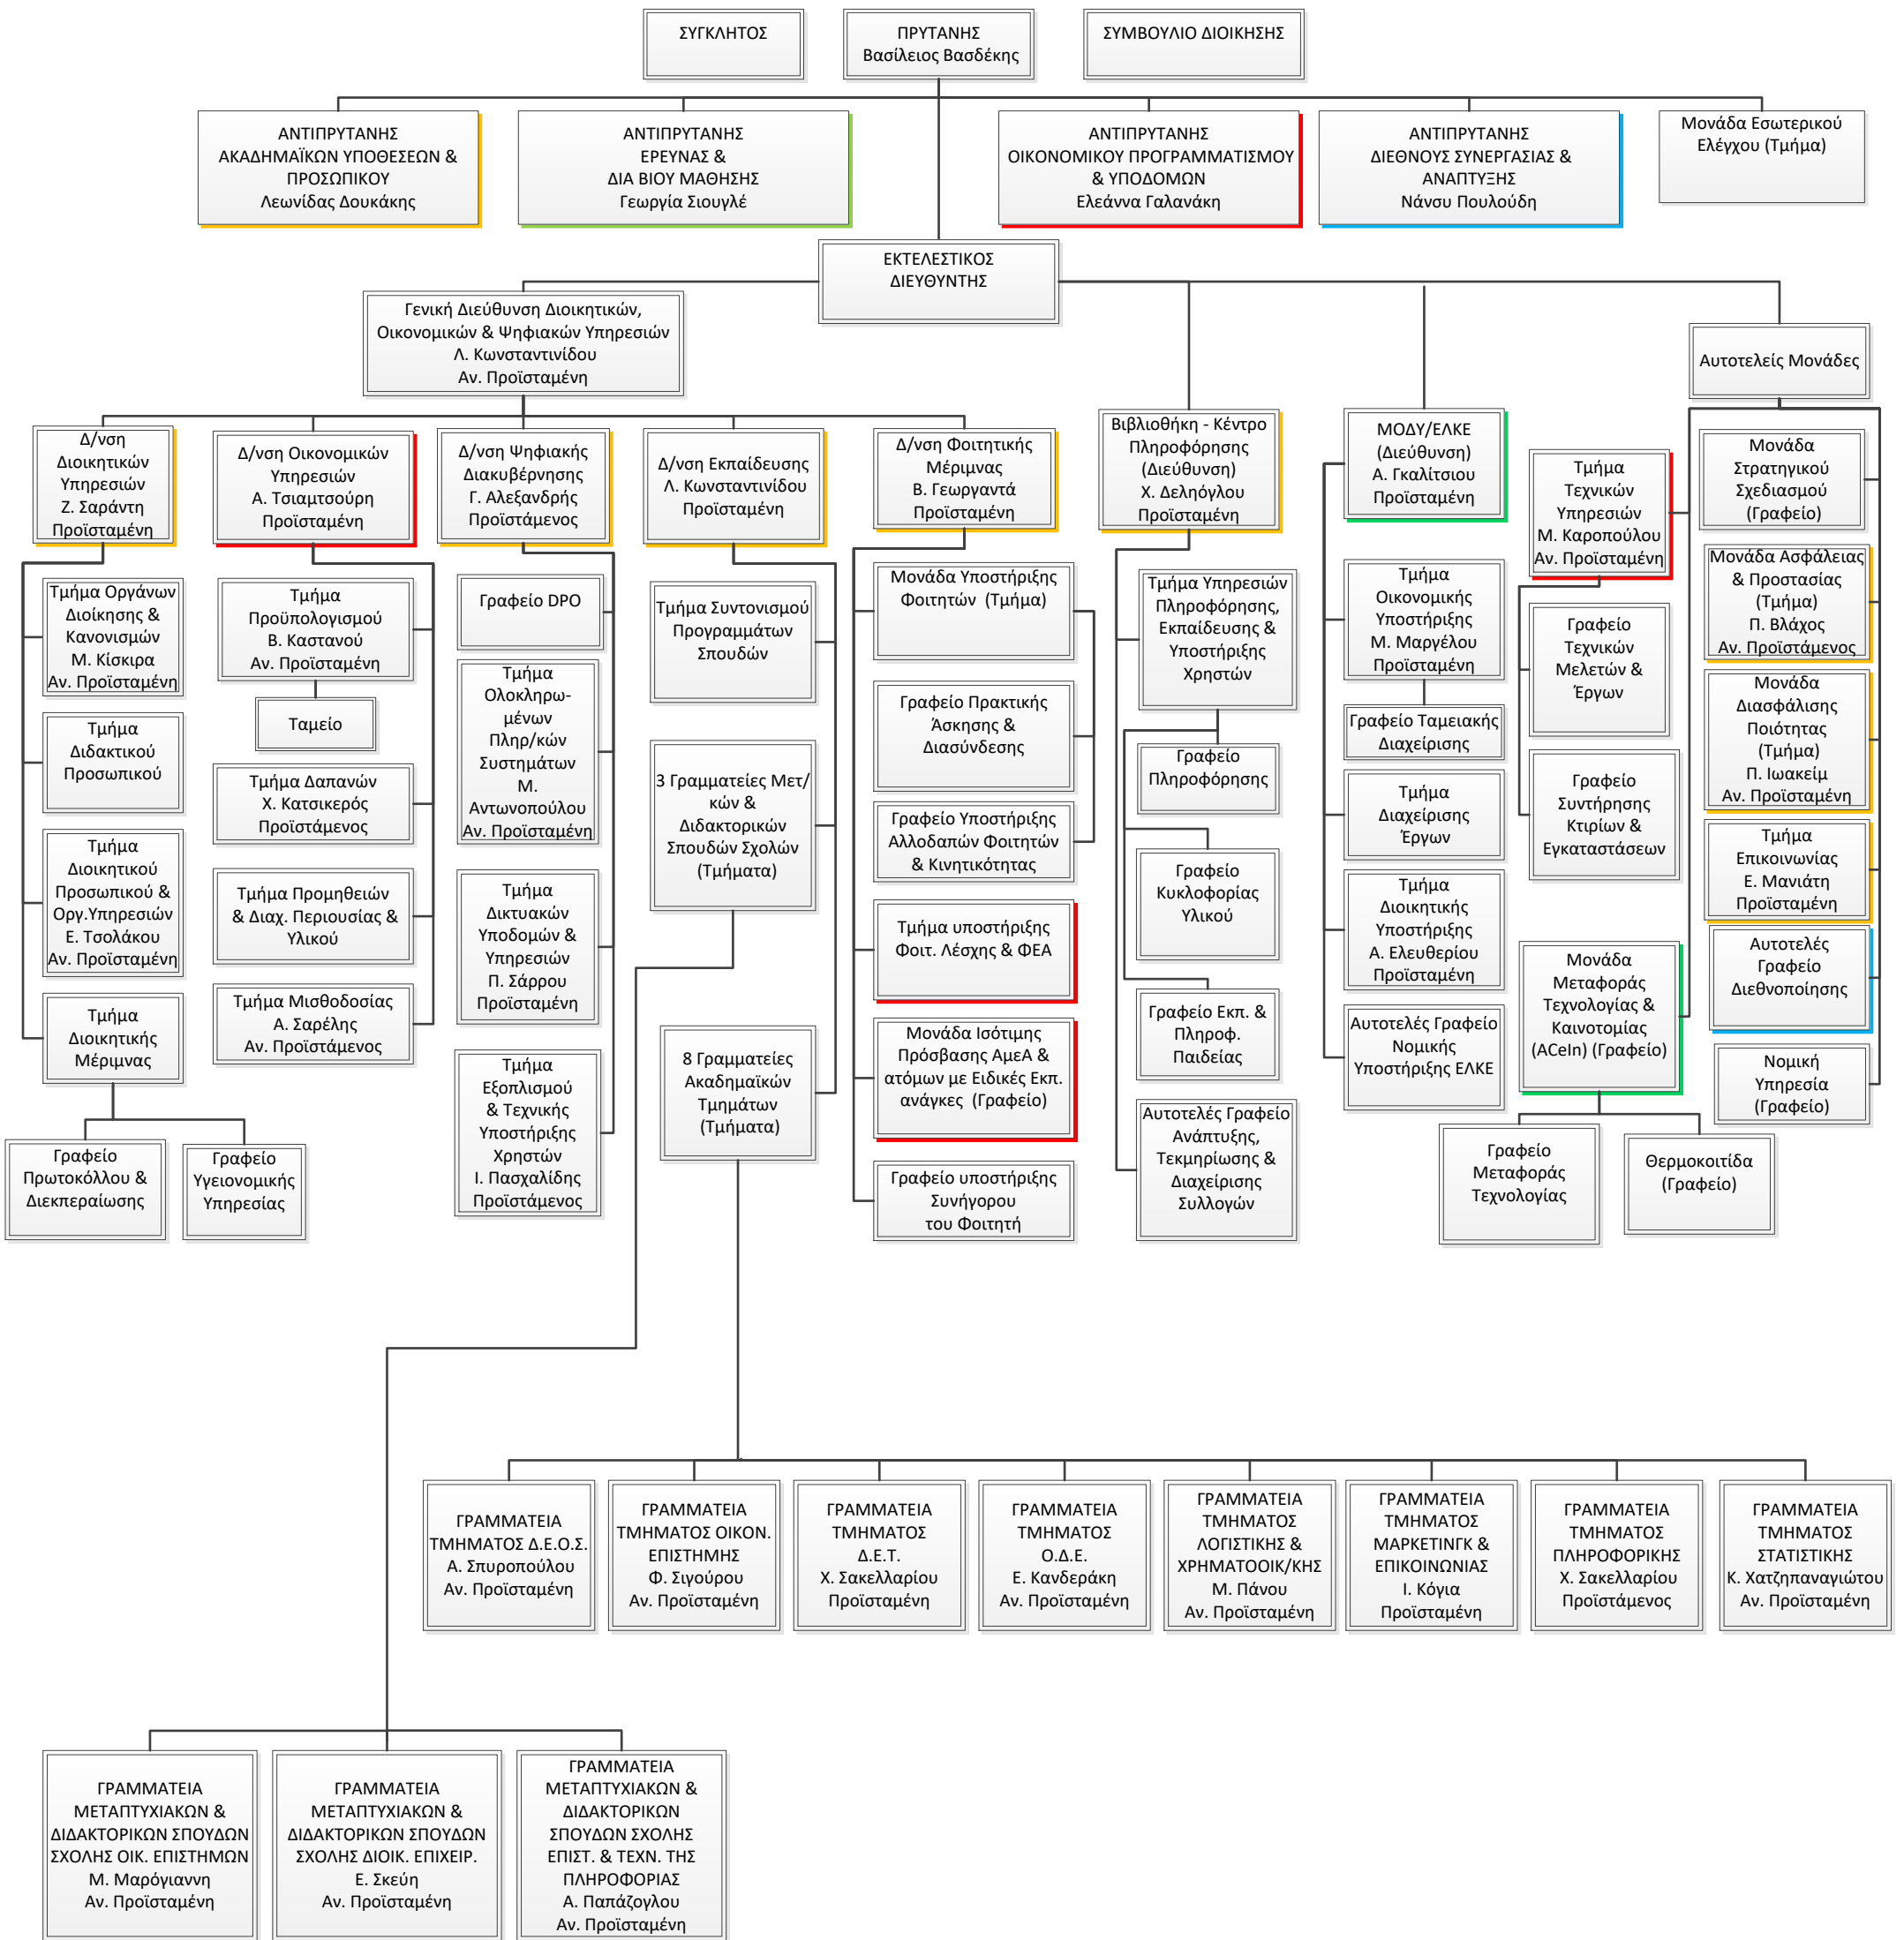 ΣΥΓΚΛΗΤΟΣ
ΠΡΥΤΑΝΗΣ
Βασίλειος Βασδέκης
ΣΥΜΒΟΥΛΙΟ ΔΙΟΙΚΗΣΗΣ
ΑΝΤΙΠΡΥΤΑΝΗΣ
ΑΚΑΔΗΜΑΪΚΩΝ ΥΠΟΘΕΣΕΩΝ &
ΠΡΟΣΩΠΙΚΟΥ
Λεωνίδας Δουκάκης
ΑΝΤΙΠΡΥΤΑΝΗΣ
ΕΡΕΥΝΑΣ &
ΔΙΑ ΒΙΟΥ ΜΑΘΗΣΗΣ
Γεωργία Σιουγλέ
ΑΝΤΙΠΡΥΤΑΝΗΣ
ΟΙΚΟΝΟΜΙΚΟΥ ΠΡΟΓΡΑΜΜΑΤΙΣΜΟΥ
& ΥΠΟΔΟΜΩΝ
Ελεάννα Γαλανάκη
ΑΝΤΙΠΡΥΤΑΝΗΣ
ΔΙΕΘΝΟΥΣ ΣΥΝΕΡΓΑΣΙΑΣ &
ΑΝΑΠΤΥΞΗΣ
Νάνσυ Πουλούδη
Μονάδα Εσωτερικού
Ελέγχου (Τμήμα)
ΕΚΤΕΛΕΣΤΙΚΟΣ
ΔΙΕΥΘΥΝΤΗΣ
Γενική Διεύθυνση Διοικητικών,
Οικονομικών & Ψηφιακών Υπηρεσιών
Λ. Κωνσταντινίδου
Αν. Προϊσταμένη
Αυτοτελείς Μονάδες
Δ/νση
Διοικητικών
Υπηρεσιών
Ζ. Σαράντη
Προϊσταμένη
Δ/νση Οικονομικών
Υπηρεσιών
Α. Τσιαμτσούρη
Προϊσταμένη
Δ/νση Ψηφιακής
Διακυβέρνησης
Γ. Αλεξανδρής
Προϊστάμενος
Δ/νση Εκπαίδευσης
Λ. Κωνσταντινίδου
Προϊσταμένη
Δ/νση Φοιτητικής
Μέριμνας
Β. Γεωργαντά
Προϊσταμένη
Βιβλιοθήκη - Κέντρο
Πληροφόρησης
(Διεύθυνση)
Χ. Δεληόγλου
Προϊσταμένη
ΜΟΔΥ/ΕΛΚΕ
(Διεύθυνση)
Α. Γκαλίτσιου
Προϊσταμένη
Τμήμα
Τεχνικών
Υπηρεσιών
Μ. Καροπούλου
Αν. Προϊσταμένη
Μονάδα
Στρατηγικού
Σχεδιασμού
(Γραφείο)
Τμήμα Οργάνων
Διοίκησης &
Κανονισμών
Μ. Κίσκιρα
Αν. Προϊσταμένη
Τμήμα
Διδακτικού
Προσωπικού
Τμήμα
Διοικητικού
Προσωπικού &
Οργ.Υπηρεσιών
Ε. Τσολάκου
Αν. Προϊσταμένη
Τμήμα
Διοικητικής
Μέριμνας
Γραφείο
Πρωτοκόλλου &
Διεκπεραίωσης
Γραφείο
Υγειονομικής
Υπηρεσίας
Τμήμα
Προϋπολογισμού
Β. Καστανού
Αν. Προϊσταμένη
Ταμείο
Τμήμα Δαπανών
Χ. Κατσικερός
Προϊστάμενος
Τμήμα Προμηθειών
& Διαχ. Περιουσίας &
Υλικού
Τμήμα Μισθοδοσίας
Α. Σαρέλης
Αν. Προϊστάμενος
Γραφείο DPO
Τμήμα
Ολοκληρω-
μένων
Πληρ/κών
Συστημάτων
Μ.
Αντωνοπούλου
Αν. Προϊσταμένη
Τμήμα
Δικτυακών
Υποδομών &
Υπηρεσιών
Π. Σάρρου
Προϊσταμένη
Τμήμα
Εξοπλισμού
& Τεχνικής
Υποστήριξης
Χρηστών
Ι. Πασχαλίδης
Προϊστάμενος
Τμήμα Συντονισμού
Προγραμμάτων
Σπουδών
3 Γραμματείες Μετ/
κών &
Διδακτορικών
Σπουδών Σχολών
(Τμήματα)
8 Γραμματείες
Ακαδημαϊκών
Τμημάτων
(Τμήματα)
Μονάδα Υποστήριξης
Φοιτητών (Τμήμα)
Γραφείο Πρακτικής
Άσκησης &
Διασύνδεσης
Γραφείο Υποστήριξης
Αλλοδαπών Φοιτητών
& Κινητικότητας
Τμήμα υποστήριξης
Φοιτ. Λέσχης & ΦΕΑ
Μονάδα Ισότιμης
Πρόσβασης ΑμεΑ &
ατόμων με Ειδικές Εκπ.
ανάγκες (Γραφείο)
Γραφείο υποστήριξης
Συνήγορου
του Φοιτητή
Τμήμα Υπηρεσιών
Πληροφόρησης,
Εκπαίδευσης &
Υποστήριξης
Χρηστών
Γραφείο
Πληροφόρησης
Γραφείο
Κυκλοφορίας
Υλικού
Γραφείο Εκπ. &
Πληροφ.
Παιδείας
Αυτοτελές Γραφείο
Ανάπτυξης,
Τεκμηρίωσης &
Διαχείρισης
Συλλογών
Τμήμα
Οικονομικής
Υποστήριξης
Μ. Μαργέλου
Προϊσταμένη
Γραφείο Ταμειακής
Διαχείρισης
Τμήμα
Διαχείρισης
Έργων
Τμήμα
Διοικητικής
Υποστήριξης
Α. Ελευθερίου
Προϊσταμένη
Αυτοτελές Γραφείο
Νομικής
Υποστήριξης ΕΛΚΕ
Γραφείο
Τεχνικών
Μελετών &
Έργων
Γραφείο
Συντήρησης
Κτιρίων &
Εγκαταστάσεων
Μονάδα
Μεταφοράς
Τεχνολογίας &
Καινοτομίας
(ACeIn) (Γραφείο)
Γραφείο
Μεταφοράς
Τεχνολογίας
Θερμοκοιτίδα
(Γραφείο)
Μονάδα Ασφάλειας
& Προστασίας
(Τμήμα)
Π. Βλάχος
Αν. Προϊστάμενος
Μονάδα
Διασφάλισης
Ποιότητας
(Τμήμα)
Π. Ιωακείμ
Αν. Προϊσταμένη
Τμήμα
Επικοινωνίας
Ε. Μανιάτη
Προϊσταμένη
Αυτοτελές
Γραφείο
Διεθνοποίησης
Νομική
Υπηρεσία
(Γραφείο)
ΓΡΑΜΜΑΤΕΙΑ
ΤΜΗΜΑΤΟΣ Δ.Ε.Ο.Σ.
Α. Σπυροπούλου
Αν. Προϊσταμένη
ΓΡΑΜΜΑΤΕΙΑ
ΤΜΗΜΑΤΟΣ ΟΙΚΟΝ.
ΕΠΙΣΤΗΜΗΣ
Φ. Σιγούρου
Αν. Προϊσταμένη
ΓΡΑΜΜΑΤΕΙΑ
ΤΜΗΜΑΤΟΣ
Δ.Ε.Τ.
Χ. Σακελλαρίου
Προϊσταμένη
ΓΡΑΜΜΑΤΕΙΑ
ΤΜΗΜΑΤΟΣ
Ο.Δ.Ε.
Ε. Κανδεράκη
Αν. Προϊσταμένη
ΓΡΑΜΜΑΤΕΙΑ
ΤΜΗΜΑΤΟΣ
ΛΟΓΙΣΤΙΚΗΣ &
ΧΡΗΜΑΤΟΟΙΚ/ΚΗΣ
Μ. Πάνου
Αν. Προϊσταμένη
ΓΡΑΜΜΑΤΕΙΑ
ΤΜΗΜΑΤΟΣ
ΜΑΡΚΕΤΙΝΓΚ &
ΕΠΙΚΟΙΝΩΝΙΑΣ
Ι. Κόγια
Προϊσταμένη
ΓΡΑΜΜΑΤΕΙΑ
ΤΜΗΜΑΤΟΣ
ΠΛΗΡΟΦΟΡΙΚΗΣ
Χ. Σακελλαρίου
Προϊστάμενος
ΓΡΑΜΜΑΤΕΙΑ
ΤΜΗΜΑΤΟΣ
ΣΤΑΤΙΣΤΙΚΗΣ
Κ. Χατζηπαναγιώτου
Αν. Προϊσταμένη
ΓΡΑΜΜΑΤΕΙΑ
ΜΕΤΑΠΤΥΧΙΑΚΩΝ &
ΔΙΔΑΚΤΟΡΙΚΩΝ ΣΠΟΥΔΩΝ
ΣΧΟΛΗΣ ΟΙΚ. ΕΠΙΣΤΗΜΩΝ
Μ. Μαρόγιαννη
Αν. Προϊσταμένη
ΓΡΑΜΜΑΤΕΙΑ
ΜΕΤΑΠΤΥΧΙΑΚΩΝ &
ΔΙΔΑΚΤΟΡΙΚΩΝ ΣΠΟΥΔΩΝ
ΣΧΟΛΗΣ ΔΙΟΙΚ. ΕΠΙΧΕΙΡ.
Ε. Σκεύη
Αν. Προϊσταμένη
ΓΡΑΜΜΑΤΕΙΑ
ΜΕΤΑΠΤΥΧΙΑΚΩΝ &
ΔΙΔΑΚΤΟΡΙΚΩΝ
ΣΠΟΥΔΩΝ ΣΧΟΛΗΣ
ΕΠΙΣΤ. & ΤΕΧΝ. ΤΗΣ
ΠΛΗΡΟΦΟΡΙΑΣ
Α. Παπάζογλου
Αν. Προϊσταμένη